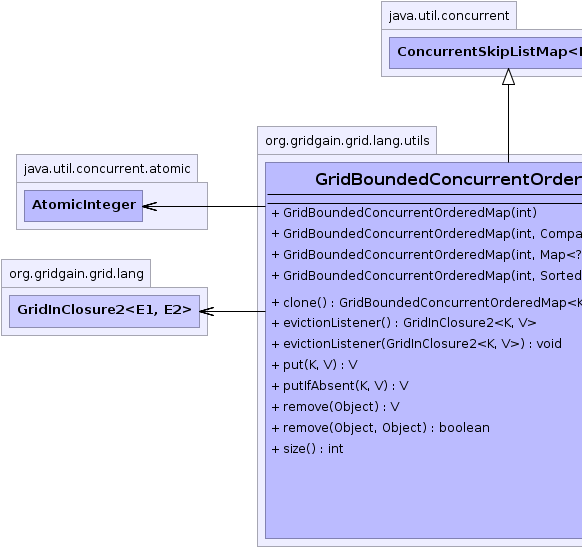 java.util.concurrent
ConcurrentSkipListMap<
org.gridgain.grid.lang.utils
java.util.concurrent.atomic
GridBoundedConcurrentOrder
AtomicInteger
+ GridBoundedConcurrentOrderedMap(int)
+ GridBoundedConcurrentOrderedMap(int, Compa
+ GridBoundedConcurrentOrderedMap(int, Map<?
org.gridgain.grid.lang
+ GridBoundedConcurrentOrderedMap(int, Sorted
GridInClosure2<E1, E2>
+ clone() : GridBoundedConcurrentOrderedMap<K
+ evictionListener() : GridInClosure2<K, V>
+ evictionListener(GridInClosure2<K, V>) : void
+ put(K, V) : V
+ putIfAbsent(K, V) : V
+ remove(Object) : V
+ remove(Object, Object) : boolean
+ size() : int